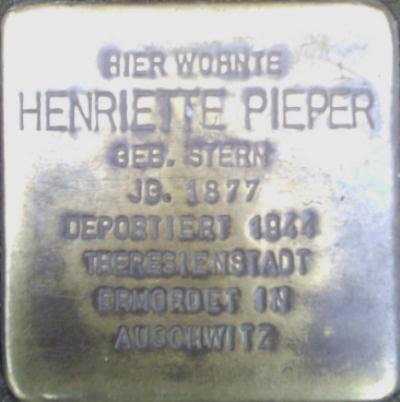 HIER WOHNTE
HENRIETTE PIEPER
GEB. STERN
JG. 1877
DEPORTIERT 1944
THERESIENSTADT
ERMORDET IN
AUSCHWITZ